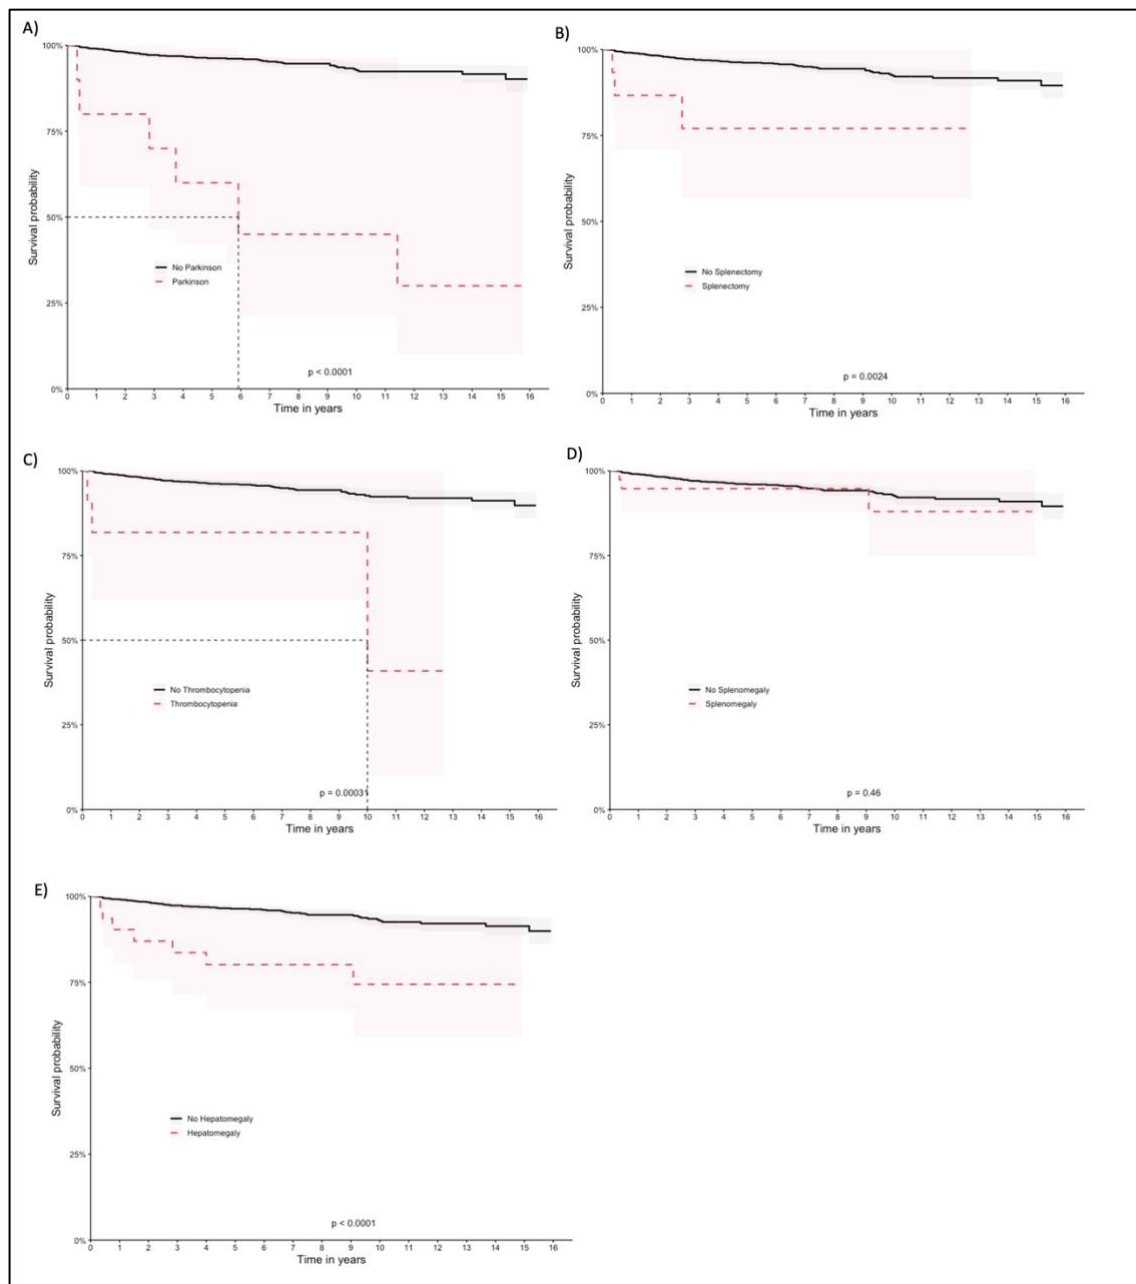 A)
100%
75%
50%
25%
0%
Survival probability
No Parkinson
Parkinson
p < 0.0001
0 1 2 3 4 5 6 7 8 9 10 11 12 13 14 15 16
Time in years
B)
100%
75%
50%
25%
0%
Survival probability
No Splenectomy
Splenectomy
p = 0.0024
0 1 2 3 4 5 6 7 8 9 10 11 12 13 14 15 16
Time in years
C)
100%
75%
50%
25%
0%
Survival probability
No Thrombocytopenia
Thrombocytopenia
p = 0.00031
0 1 2 3 4 5 6 7 8 9 10 11 12 13 14 15 16
Time in years
D)
100%
75%
50%
25%
0%
Survival probability
No Splenomegaly
Splenomegaly
p = 0.46
0 1 2 3 4 5 6 7 8 9 10 11 12 13 14 15 16
Time in years
E)
100%
75%
50%
25%
0%
Survival probability
No Hepatomegaly
Hepatomegaly
p < 0.0001
0 1 2 3 4 5 6 7 8 9 10 11 12 13 14 15 16
Time in years